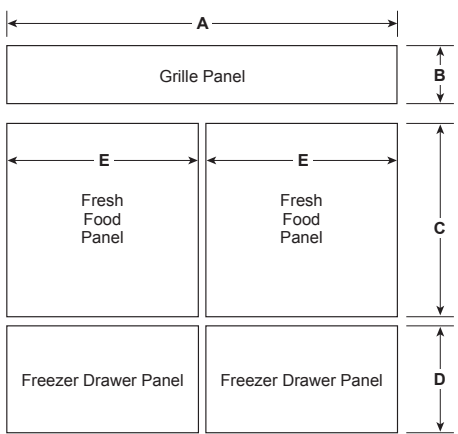 A
Grille Panel
B
E
E
Fresh
Food
Panel
Fresh
Food
Panel
C
Freezer Drawer Panel
Freezer Drawer Panel
D